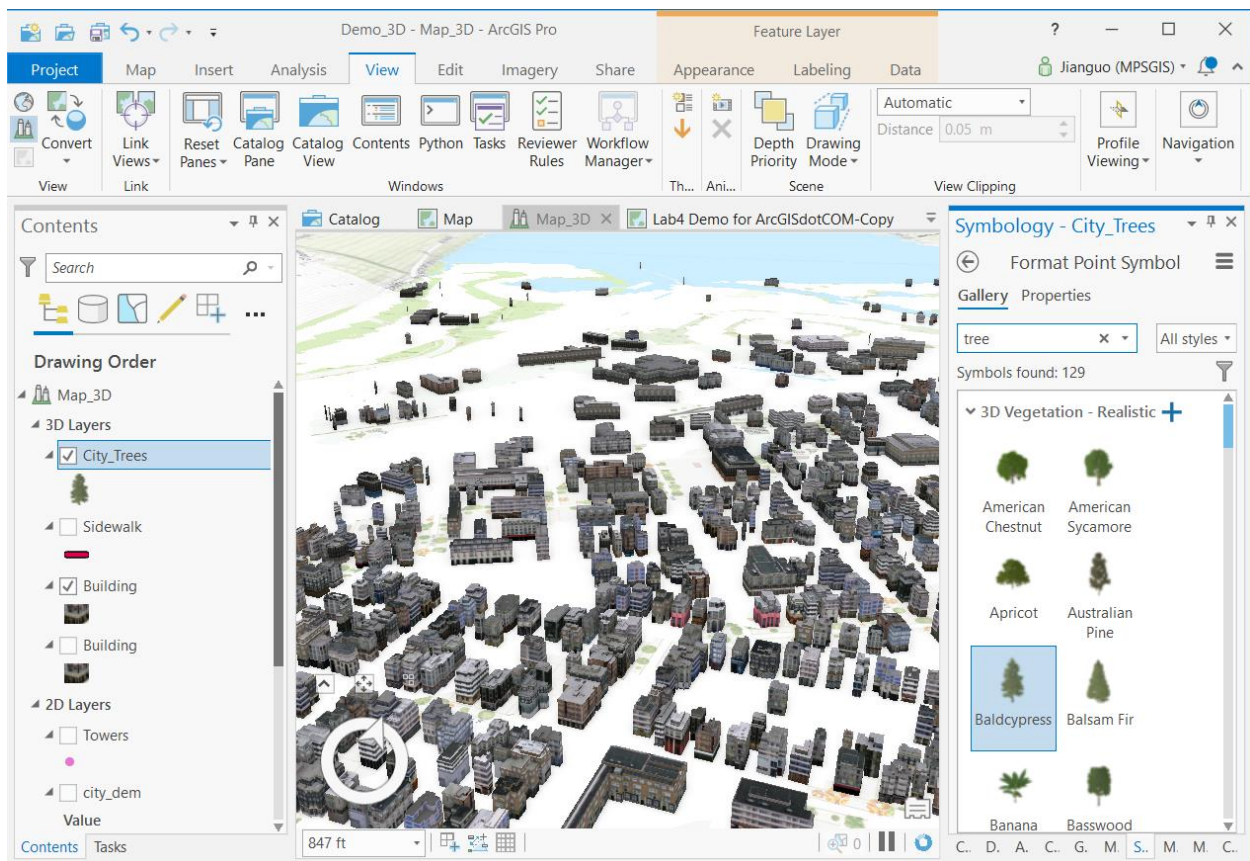 Demo_3D - Map_3D - ArcGIS Pro
Feature Layer
?
Project Map Insert Analysis View Edit Imagery Share Appearance Labeling Data
Jianguo (MPSGIS)
Convert
Link Views
Reset Panes
Catalog Pane
Catalog View
Contents
Python
Tasks
Reviewer Rules
Workflow Manager
Depth Priority
Drawing Mode
Automatic
Distance 0.05 m
Profile Viewing
Navigation
View Link Windows Th... Ani... Scene View Clipping
Contents
Search
Drawing Order
Map_3D
3D Layers
City_Trees
Sidewalk
Building
Building
2D Layers
Towers
city_dem
Value
Contents Tasks
Catalog Map Map_3D Lab4 Demo for ArcGISdotCOM-Copy
847 ft
0
Symbology - City_Trees
Format Point Symbol
Gallery Properties
tree
All styles
Symbols found: 129
3D Vegetation - Realistic
American Chestnut
American Sycamore
Apricot
Australian Pine
Baldcypress
Balsam Fir
Banana
Basswood
C.. D. A. C.. G. M. S.. M. M. C..